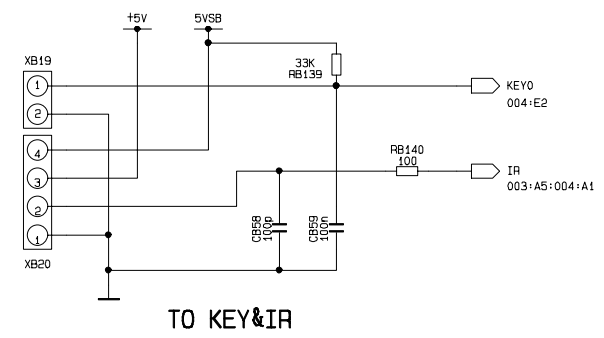 +5V
5VSB
XB19
33K
RB139
1
KEY0
2
004:E2
4
RB140
100
3
IR
003:A5:004:A1
2
CB58
100p
CB59
100n
1
XB20
TO KEY&IR